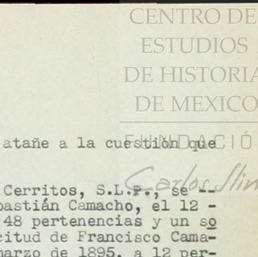 CENTRO DE
ESTUDIOS
DE HISTORIA
DE MEXICO
FUNDACIÓ
Carlos Slim
atañe a la cuestión que
Cerritos, S.L.P., se --
bastián Camacho, el 12 -
48 pertenencias y un so
citud de Francisco Cama-
marzo de 1895, a 12 per-